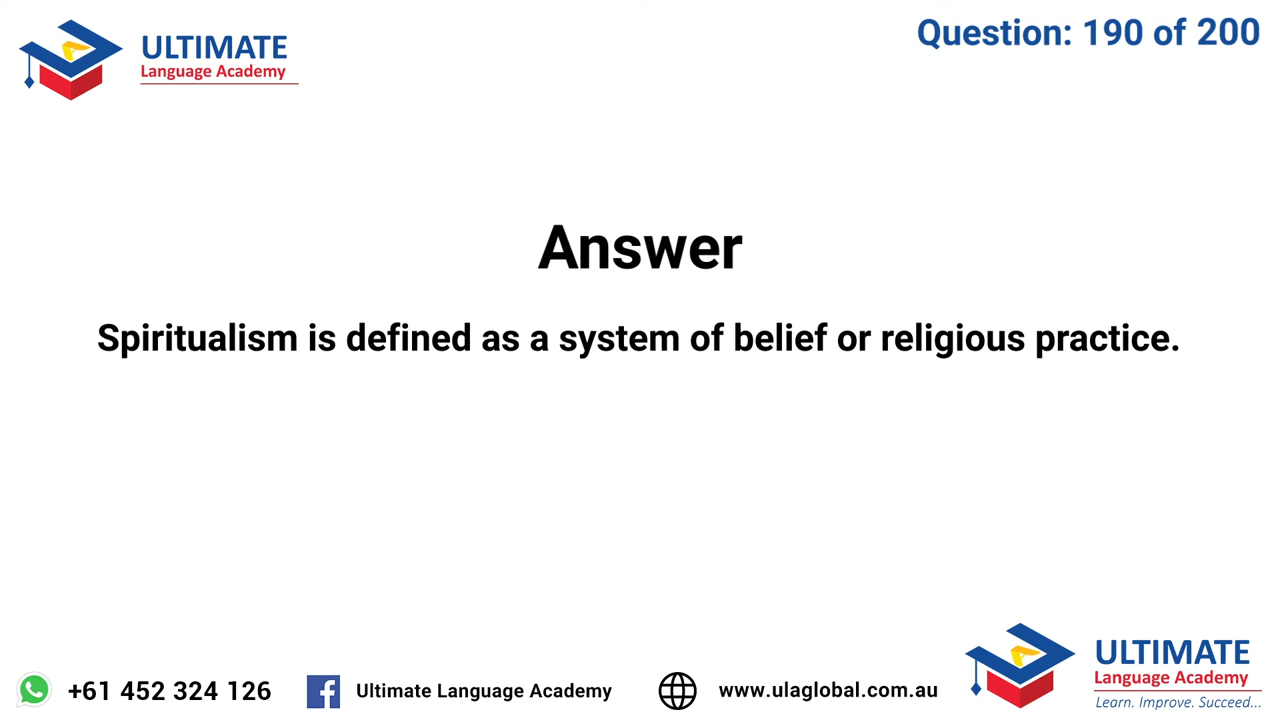 ULTIMATE
Language Academy
Question: 190 of 200
Answer
Spiritualism is defined as a system of belief or religious practice.
+61 452 324 126
Ultimate Language Academy
www.ulaglobal.com.au
ULTIMATE
Language Academy
Learn. Improve. Succeed...